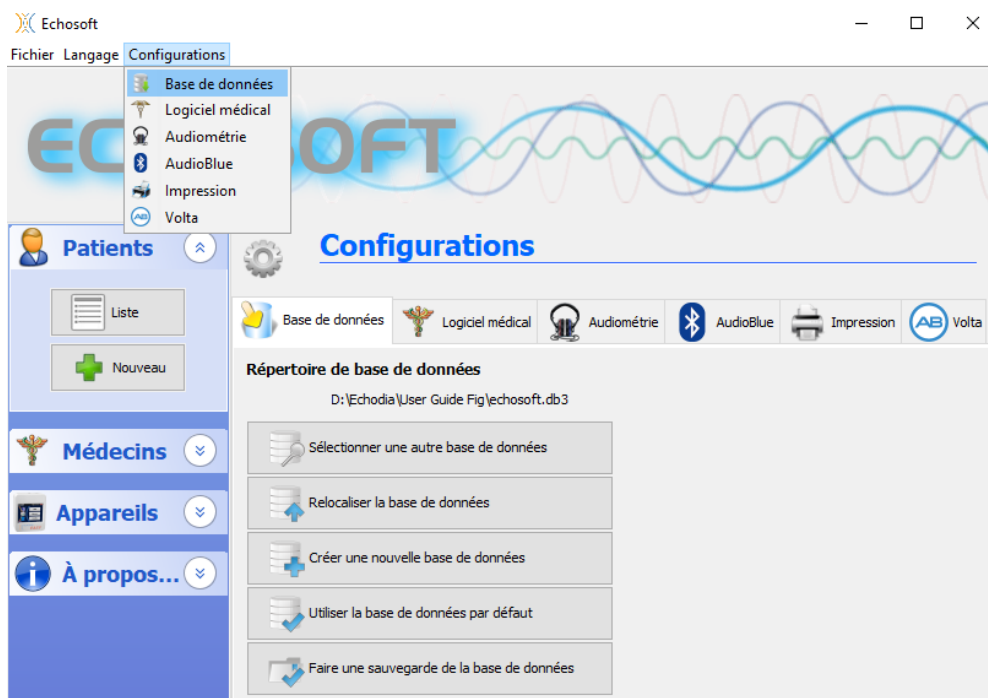 Echosoft
Fichier Langage Configurations
Base de données
Logiciel médical
Audiométrie
AudioBlue
Impression
AB Volta
Patients
Liste
Nouveau
Médecins
Appareils
À propos...
Configurations
Base de données Logiciel médical Audiométrie AudioBlue Impression AB Volta
Répertoire de base de données
D:\Echodia\User Guide Fig\echosoft.db3
Sélectionner une autre base de données
Relocaliser la base de données
Créer une nouvelle base de données
Utiliser la base de données par défaut
Faire une sauvegarde de la base de données